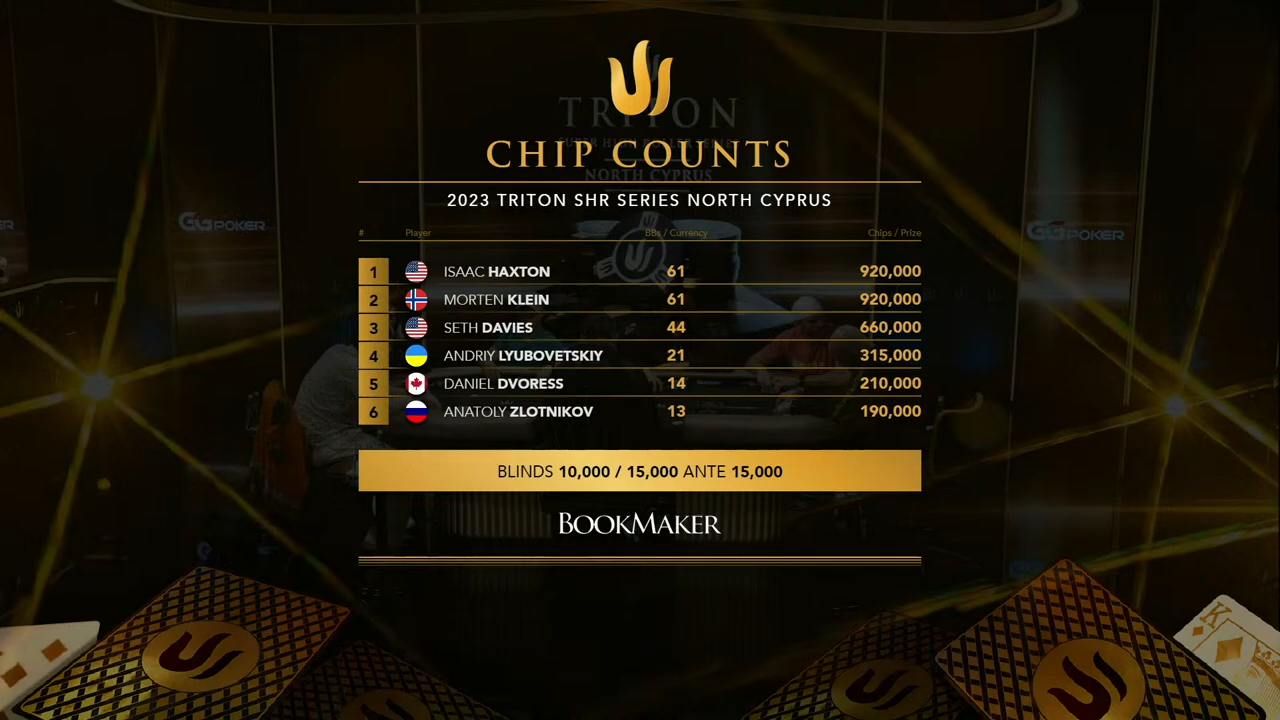 TRITON
CHIP COUNTS
NORTH CYPRUS
2023 TRITON SHR SERIES NORTH CYPRUS
GGPOKER
GGPOKER
# Player BBs / Currency Chips / Prize
1 ISAAC HAXTON 61 920,000
2 MORTEN KLEIN 61 920,000
3 SETH DAVIES 44 660,000
4 ANDRIY LYUBOVETSKIY 21 315,000
5 DANIEL DVORESS 14 210,000
6 ANATOLY ZLOTNIKOV 13 190,000
BLINDS 10,000 / 15,000 ANTE 15,000
BOOKMAKER
K